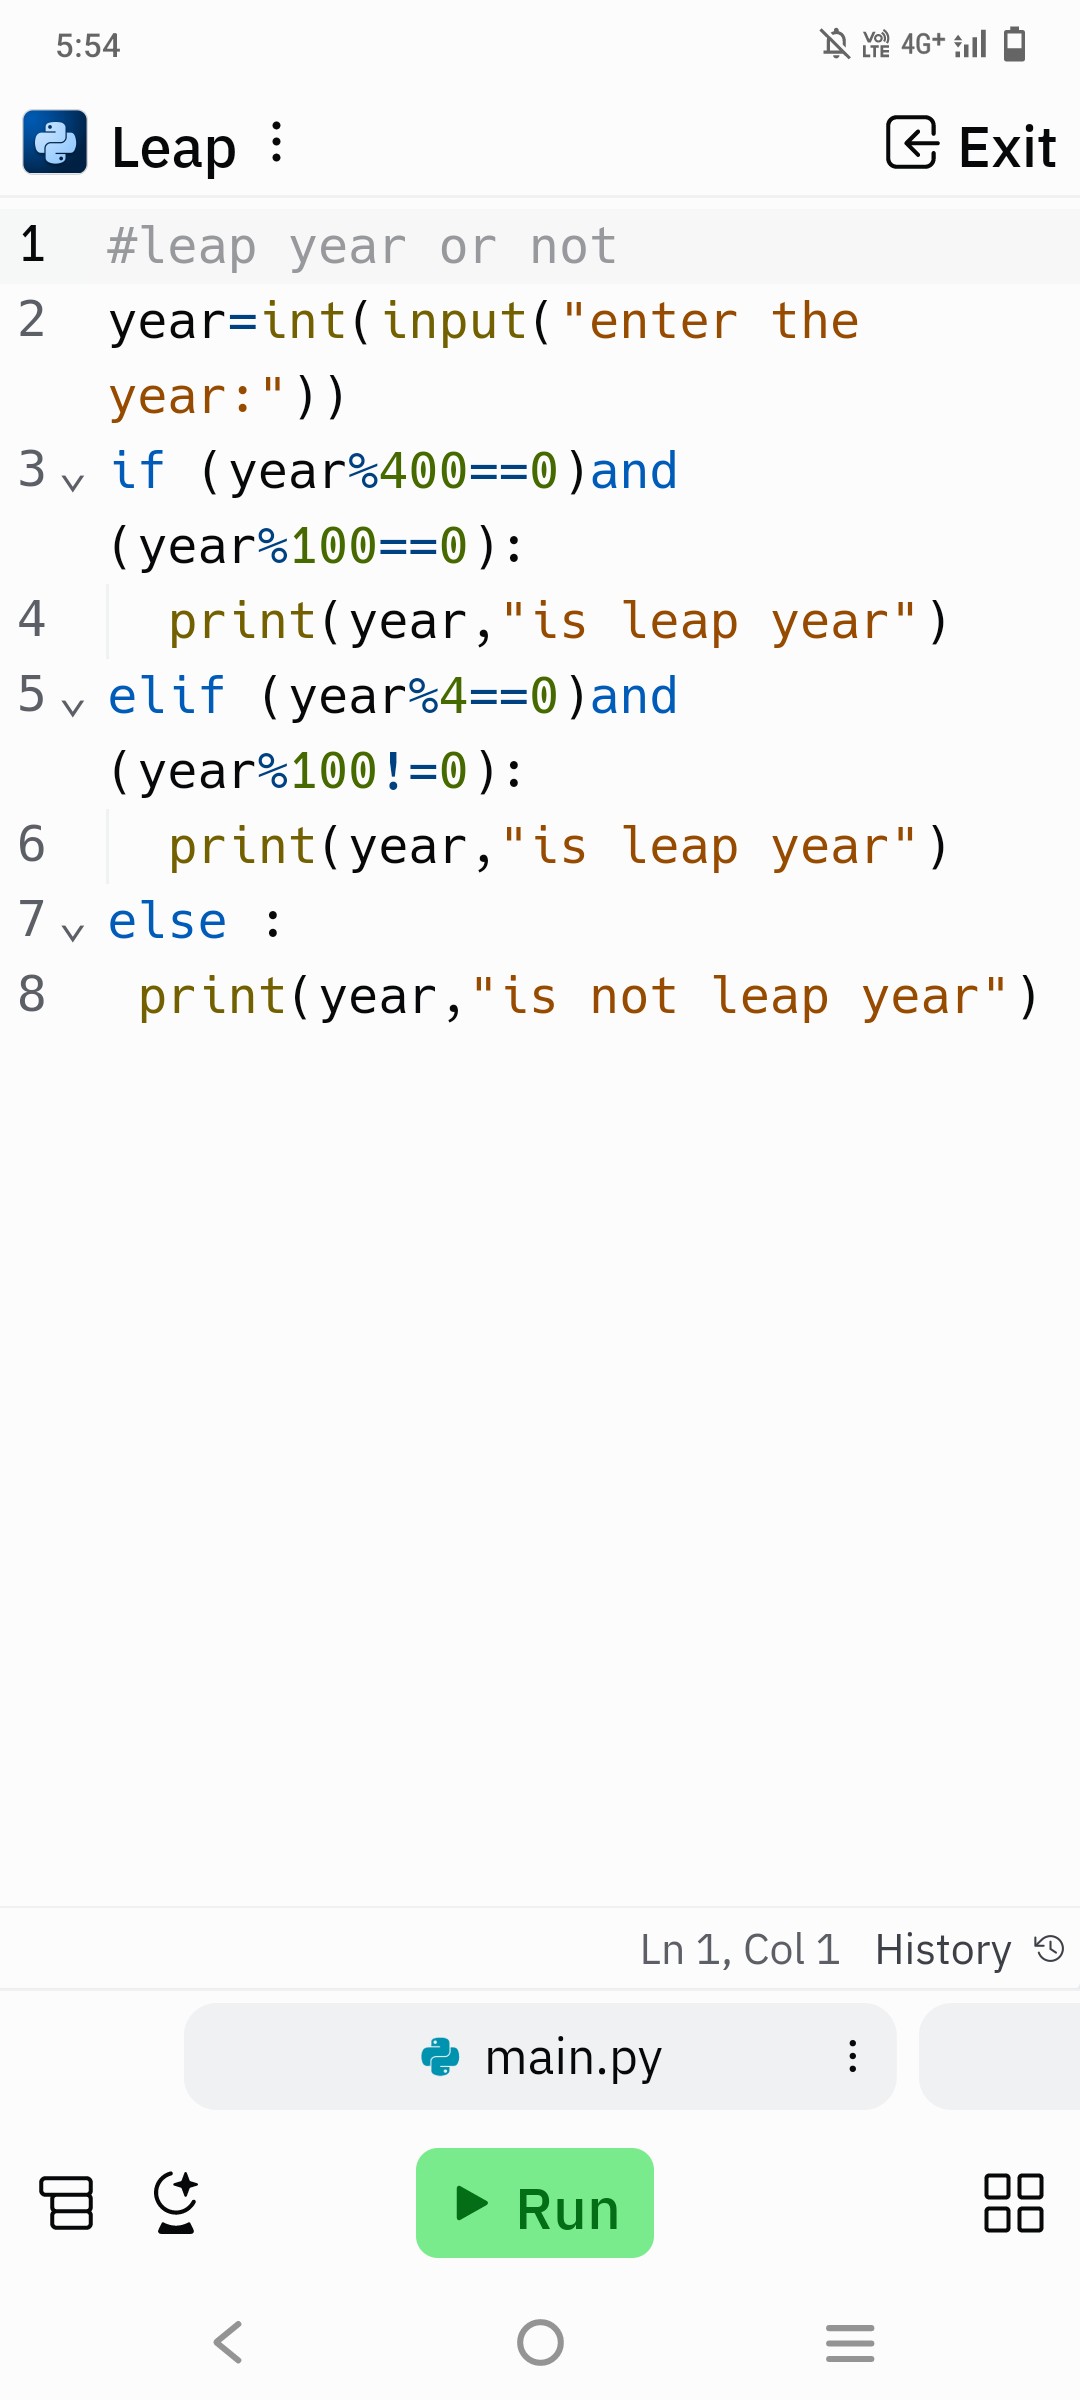 5:54 Vo) LTE 4G+
Leap Exit
1 #leap year or not
2 year=int(input("enter the
year:"))
3 if (year%400==0)and
(year%100==0):
4 print(year,"is leap year")
5 elif (year%4==0)and
(year%100!=0):
6 print(year,"is leap year")
7 else :
8 print(year,"is not leap year")
Ln 1, Col 1 History
main.py
Run